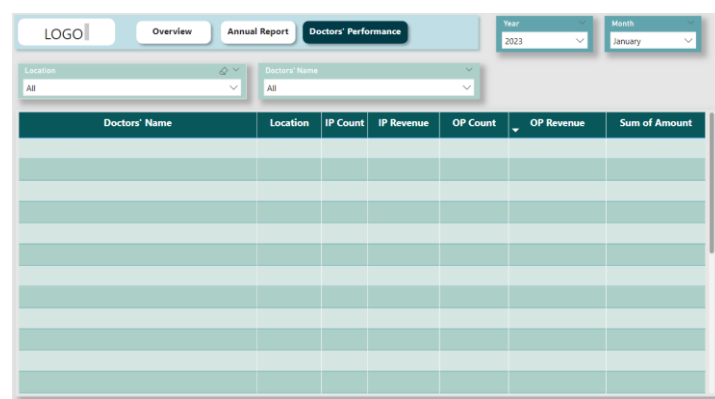 LOGO
Overview
Annual Report
Doctors' Performance
Year
2023
Month
January
Location
All
Doctors' Name
All
Doctors' Name Location IP Count IP Revenue OP Count OP Revenue Sum of Amount